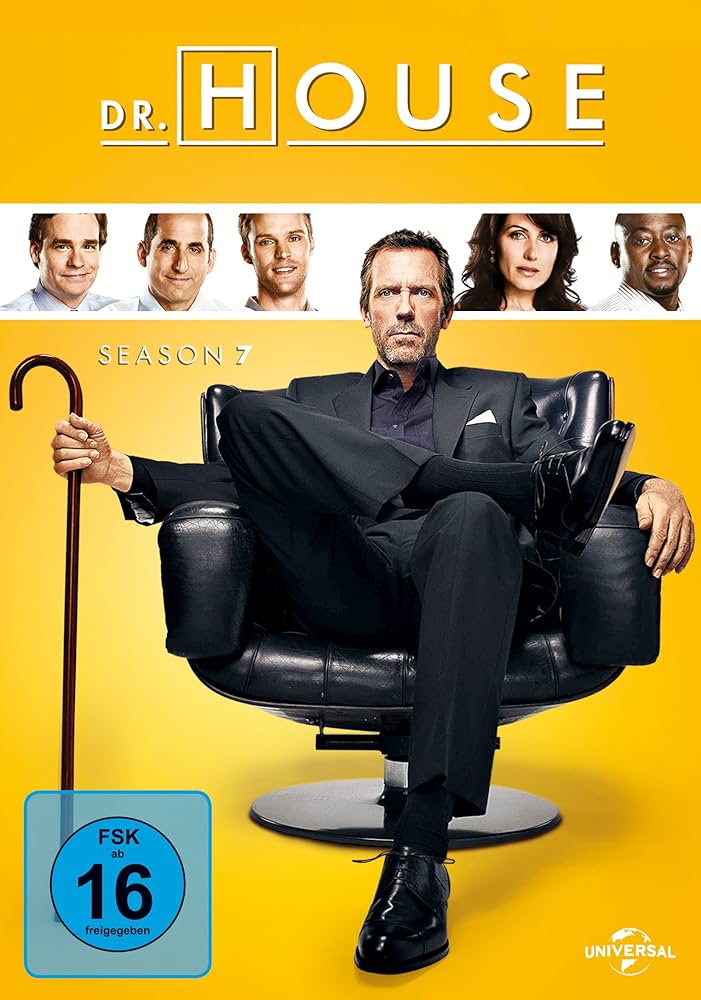 DR. HOUSE
SEASON 7
FSK
ab
16
freigegeben
UNIVERSAL